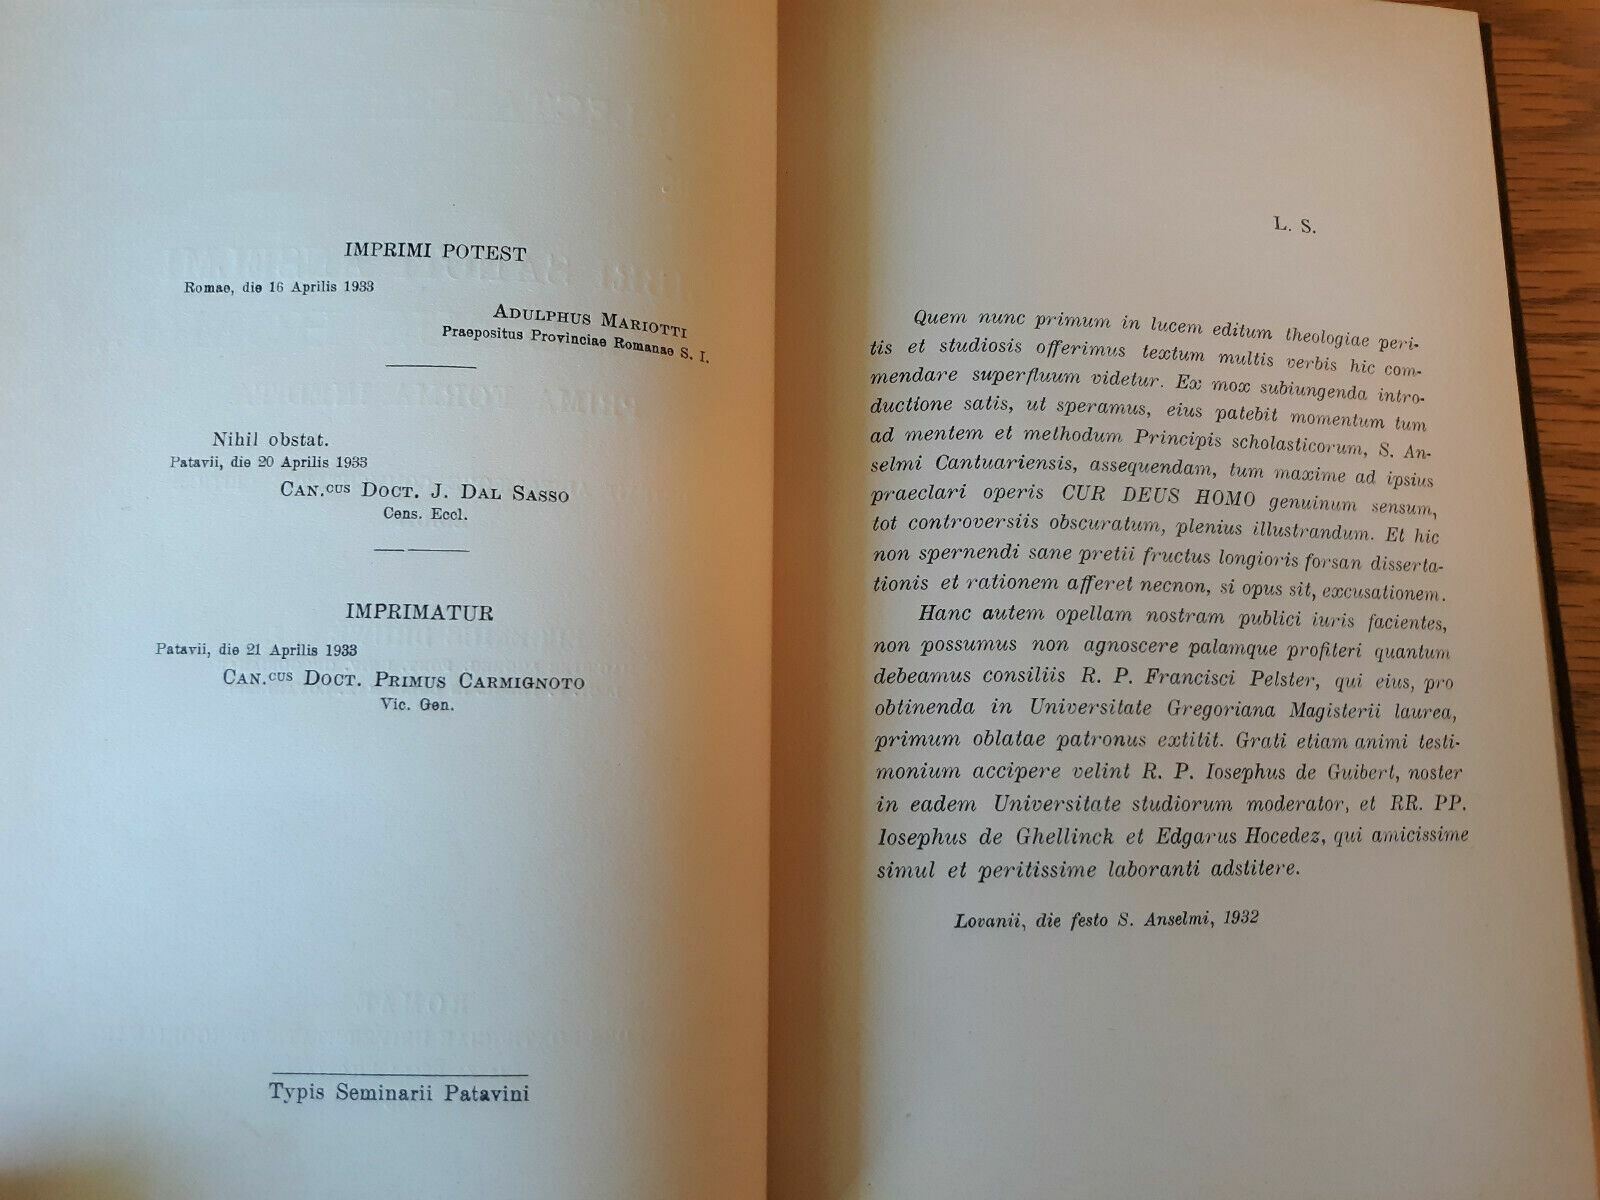 IMPRIMI POTEST
Romae, die 16 Aprilis 1933
ADULPHUS MARIOTTI
Praepositus Provinciae Romanae S. I.
Nihil obstat.
Patavii, die 20 Aprilis 1933
CAN.CUS DOCT. J. DAL SASSO
Cens. Eccl.
IMPRIMATUR
Patavii, die 21 Aprilis 1933
CAN.CUS DOCT. PRIMUS CARMIGNOTO
Vic. Gen.
Typis Seminarii Patavini
L. S.
Quem nunc primum in lucem editum theologiae peri-
tis et studiosis offerimus textum multis verbis hic com-
mendare superfluum videtur. Ex mox subiungenda intro-
ductione satis, ut speramus, eius patebit momentum tum
ad mentem et methodum Principis scholasticorum, S. An-
selmi Cantuariensis, assequendam, tum maxime ad ipsius
praeclari operis CUR DEUS HOMO genuinum sensum,
tot controversiis obscuratum, plenius illustrandum. Et hic
non spernendi sane pretii fructus longioris forsan disserta-
tionis et rationem afferet necnon, si opus sit, excusationem.
Hanc autem opellam nostram publici iuris facientes,
non possumus non agnoscere palamque profiteri quantum
debeamus consiliis R. P. Francisci Pelster, qui eius, pro
obtinenda in Universitate Gregoriana Magisterii laurea,
primum oblatae patronus extitit. Grati etiam animi testi-
monium accipere velint R. P. Iosephus de Guibert, noster
in eadem Universitate studiorum moderator, et RR. PP.
Iosephus de Ghellinck et Edgarus Hocedez, qui amicissime
simul et peritissime laboranti adstitere.
Lovanii, die festo S. Anselmi, 1932